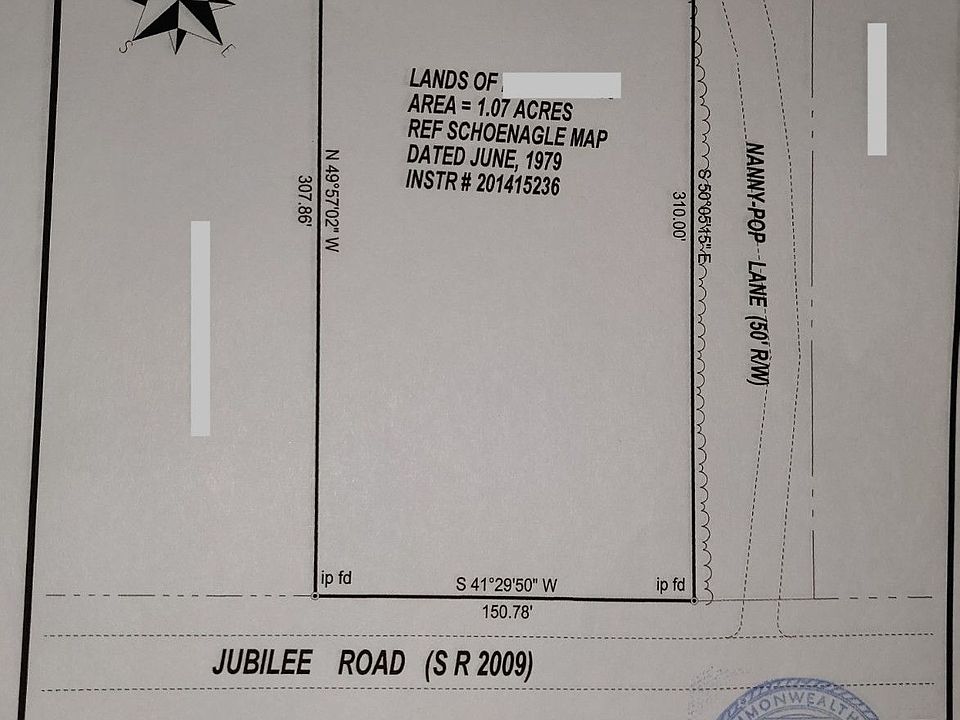 S
E
LANDS OF
AREA = 1.07 ACRES
REF SCHOENAGLE MAP
DATED JUNE, 1979
INSTR # 201415236
N 49°57'02" W
307.86'
310.00'
S 50°05'15" E
NANNY-POP LANE (50' R/W)
ip fd
S 41°29'50" W
ip fd
150.78'
JUBILEE ROAD (S R 2009)
MONWEALT